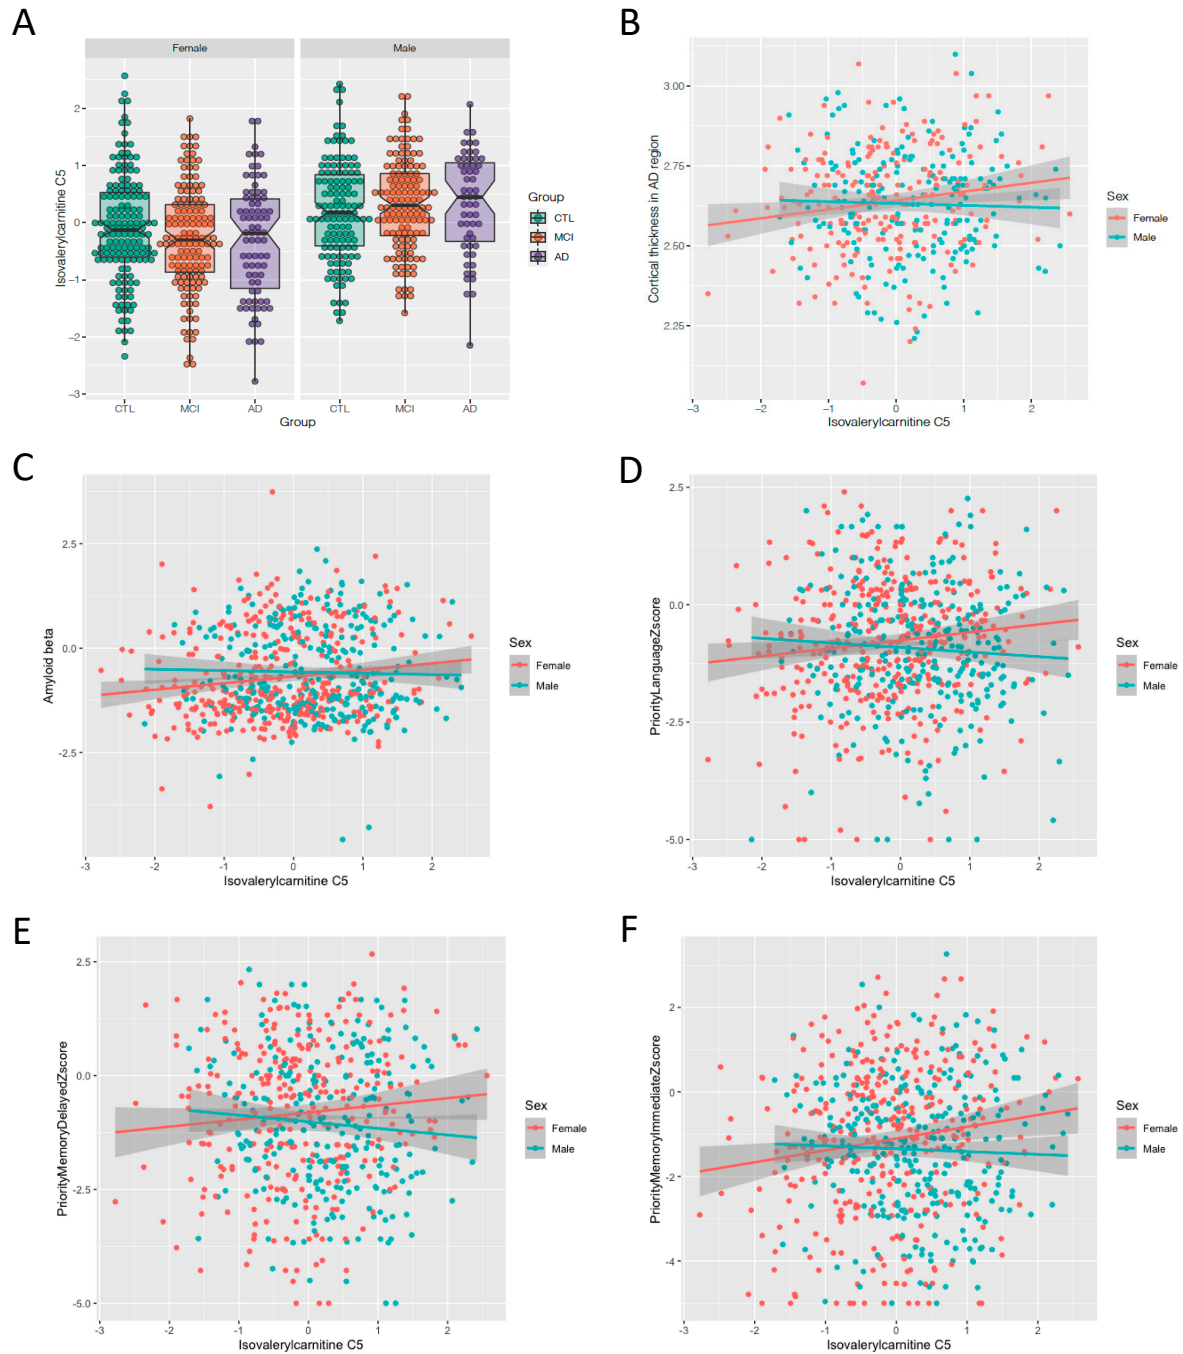 A
Female Male
2
1
0
−1
−2
−3
Isovalerylcarnitine C5
CTL MCI AD CTL MCI AD
Group
Group
CTL
MCI
AD
B
3.00
2.75
2.50
2.25
Cortical thickness in AD region
−3 −2 −1 0 1 2
Isovalerylcarnitine C5
Sex
Female
Male
C
2.5
0.0
-2.5
Amyloid beta
-3 -2 -1 0 1 2
Isovalerylcarnitine C5
Sex
Female
Male
D
2.5
0.0
-2.5
-5.0
PriorityLanguageZscore
-3 -2 -1 0 1 2
Isovalerylcarnitine C5
Sex
Female
Male
E
2.5
0.0
-2.5
-5.0
PriorityMemoryDelayedZscore
-3 -2 -1 0 1 2
Isovalerylcarnitine C5
Sex
Female
Male
F
2
0
-2
-4
PriorityMemoryImmediateZscore
-3 -2 -1 0 1 2
Isovalerylcarnitine C5
Sex
Female
Male